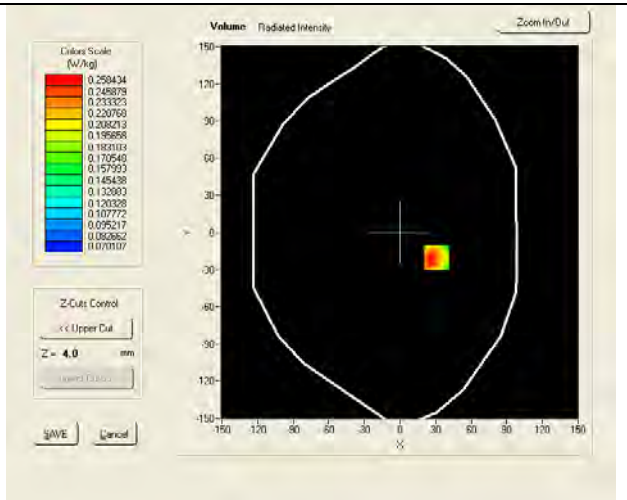 Volume Radiated Intensity
Zoom In/Out
Colors Scale
(W/kg)
0.258434
0.245879
0.233323
0.220768
0.208213
0.195658
0.183103
0.170548
0.157993
0.145438
0.132883
0.120328
0.107772
0.095217
0.082662
0.070107
Z-Cuts Control
<< Upper Cut
Z = 4.0 mm
SAVE
Cancel
150-
120-
90-
60-
30-
0-
-30-
-60-
-90-
-120-
-150-
Y
-150 -120 -90 -60 -30 0 30 60 90 120 150
X